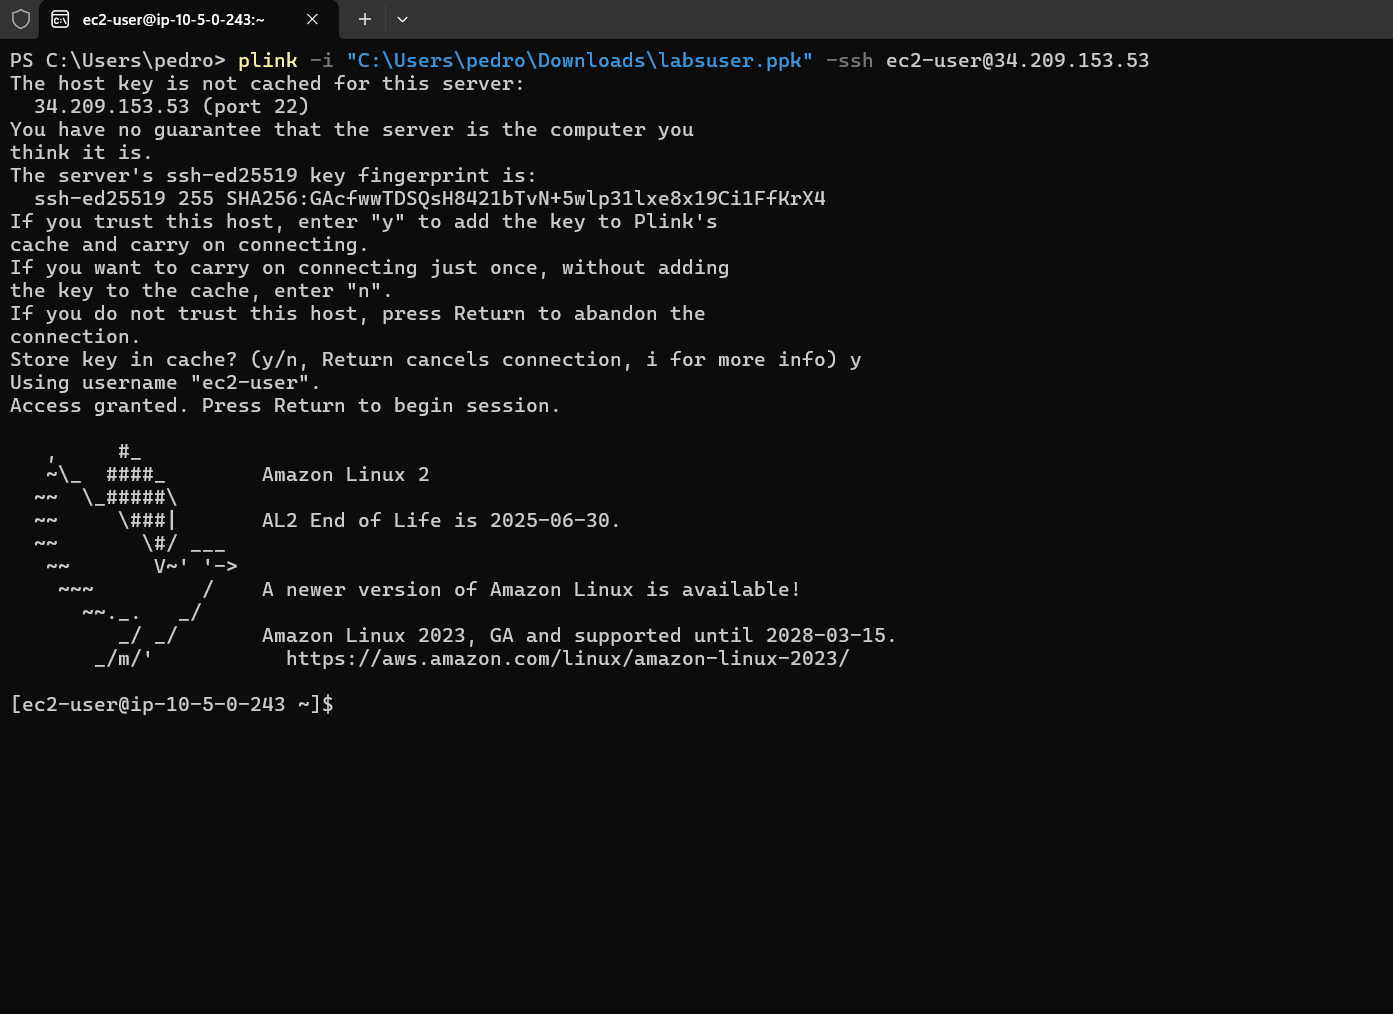 ec2-user@ip-10-5-0-243:~
PS C:\Users\pedro> plink -i "C:\Users\pedro\Downloads\labsuser.ppk" -ssh ec2-user@34.209.153.53
The host key is not cached for this server:
  34.209.153.53 (port 22)
You have no guarantee that the server is the computer you
think it is.
The server's ssh-ed25519 key fingerprint is:
  ssh-ed25519 255 SHA256:GAcfwwTDSQsH8421bTvN+5wlp31lxe8x19Ci1FfKrX4
If you trust this host, enter "y" to add the key to Plink's
cache and carry on connecting.
If you want to carry on connecting just once, without adding
the key to the cache, enter "n".
If you do not trust this host, press Return to abandon the
connection.
Store key in cache? (y/n, Return cancels connection, i for more info) y
Using username "ec2-user".
Access granted. Press Return to begin session.
   ,     #_
   ~\_  ####_        Amazon Linux 2
  ~~  \_#####\
  ~~     \###|       AL2 End of Life is 2025-06-30.
  ~~       \#/ ___
   ~~       V~' '->
    ~~~         /    A newer version of Amazon Linux is available!
      ~~._.   _/
         _/ _/       Amazon Linux 2023, GA and supported until 2028-03-15.
       _/m/'           https://aws.amazon.com/linux/amazon-linux-2023/
[ec2-user@ip-10-5-0-243 ~]$